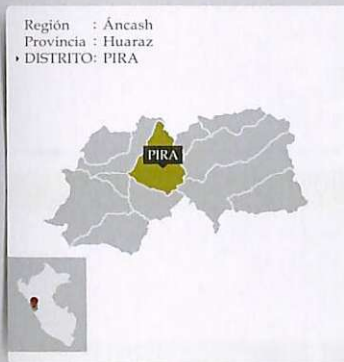 Región : Áncash
Provincia : Huaraz
DISTRITO: PIRA
PIRA